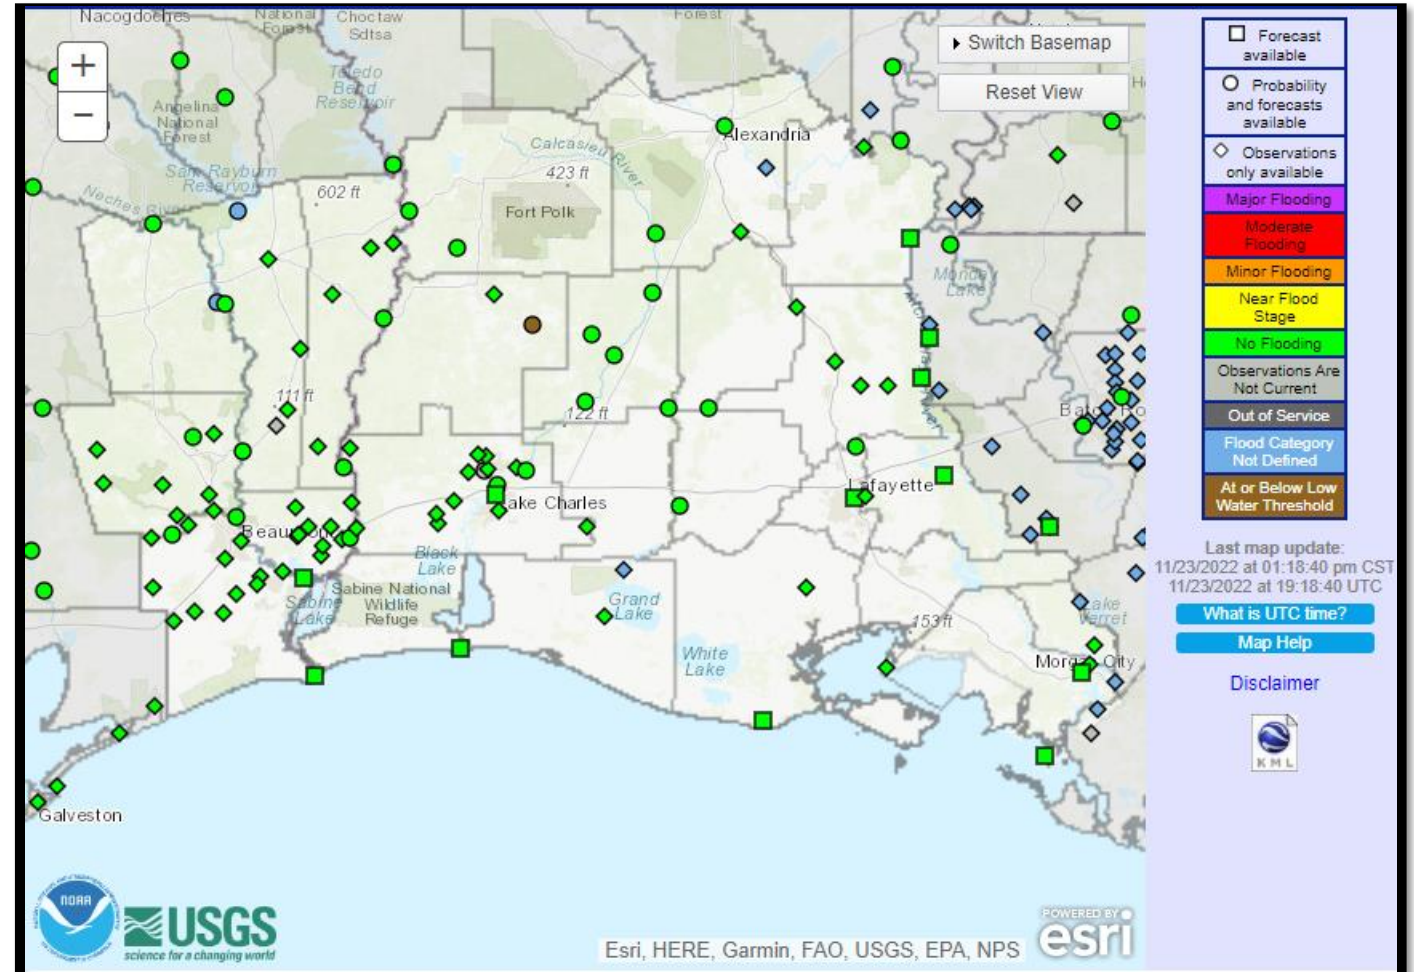 Nacogdoches
National
Forest
Choctaw
Sdtsa
Forest
Switch Basemap
Reset View
+
−
Toledo
Bend
Reservoir
Angelina
National
Forest
Alexandria
Calcasieu River
423 ft
Sam Rayburn
Reservoir
602 ft
Neches River
Fort Polk
Lake
111 ft
122 ft
Lafayette
Lake Charles
Black
Lake
Sabine National
Wildlife
Refuge
Sabine
Lake
Grand
Lake
153 ft
White
Lake
Galveston
NOAA
USGS
science for a changing world
Esri, HERE, Garmin, FAO, USGS, EPA, NPS
POWERED BY
esri
Forecast
available
Probability
and forecasts
available
Observations
only available
Major Flooding
Moderate
Flooding
Minor Flooding
Near Flood
Stage
No Flooding
Observations Are
Not Current
Out of Service
Flood Category
Not Defined
At or Below Low
Water Threshold
Last map update:
11/23/2022 at 01:18:40 pm CST
11/23/2022 at 19:18:40 UTC
What is UTC time?
Map Help
Disclaimer
KML